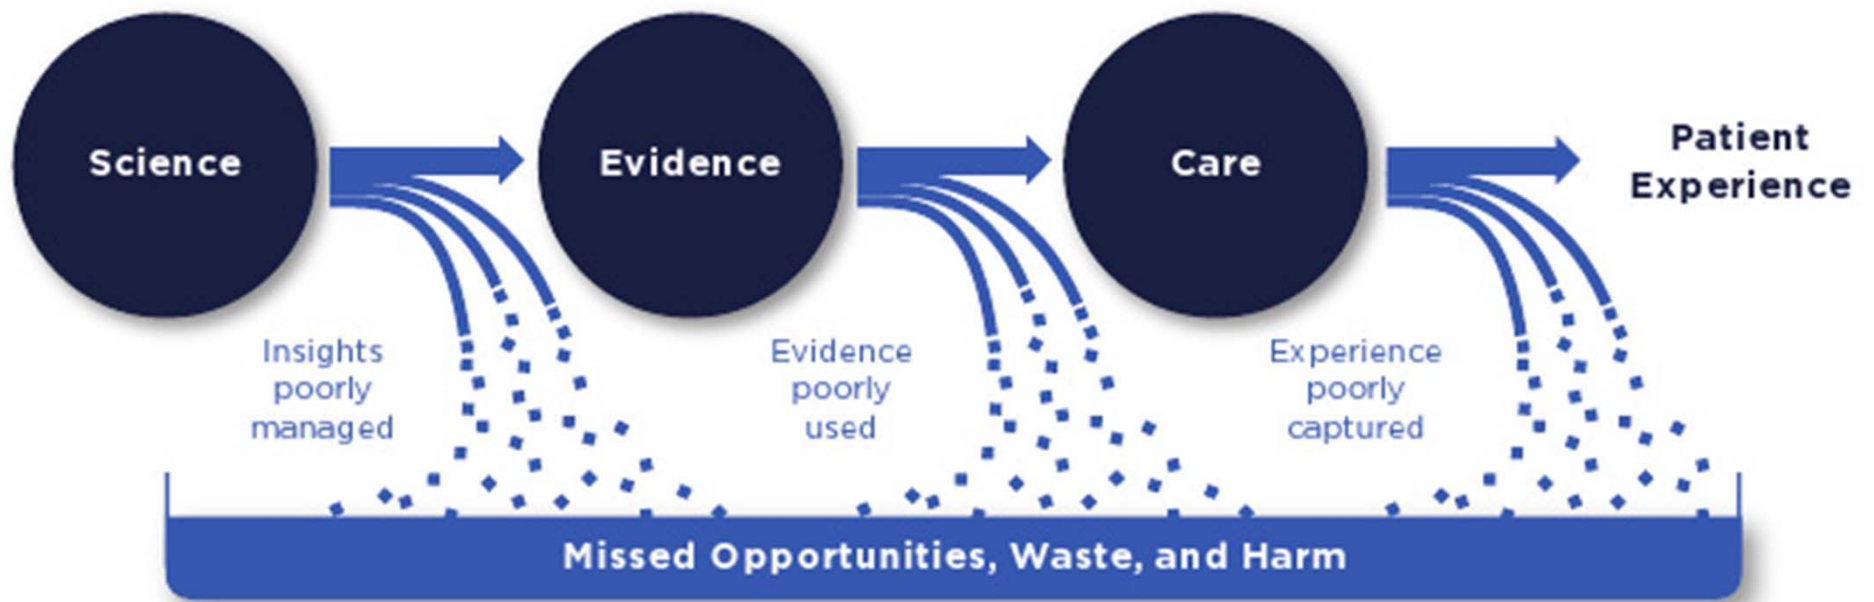 Science
Evidence
Care
Patient
Experience
Insights
poorly
managed
Evidence
poorly
used
Experience
poorly
captured
Missed Opportunities, Waste, and Harm